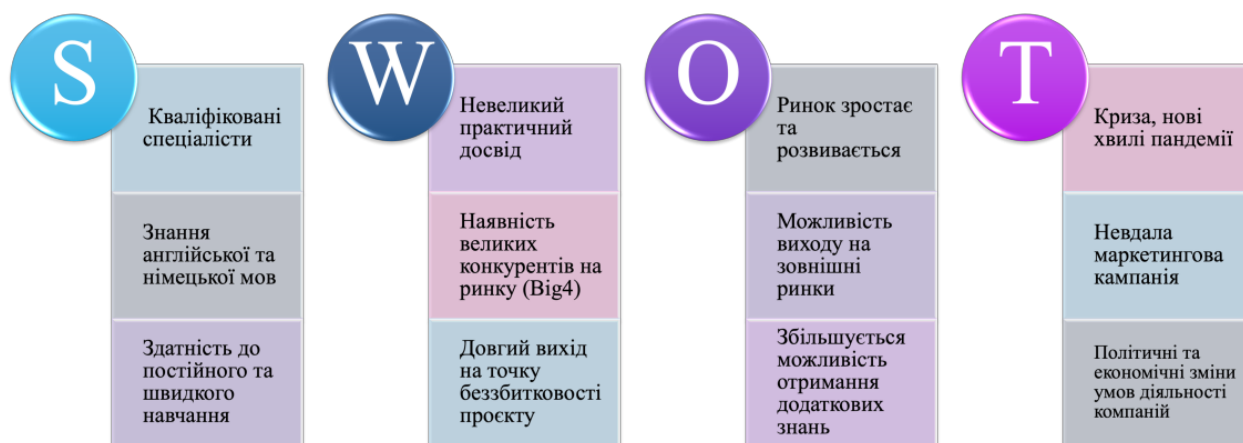 S
Кваліфіковані
спеціалісти
Знання
англійської та
німецької мов
Здатність до
постійного та
швидкого
навчання
W
Невеликий
практичний
досвід
Наявність
великих
конкурентів на
ринку (Big4)
Довгий вихід
на точку
беззбитковості
проєкту
O
Ринок зростає
та
розвивається
Можливість
виходу на
зовнішні
ринки
Збільшується
можливість
отримання
додаткових
знань
T
Криза, нові
хвилі пандемії
Невдала
маркетингова
кампанія
Політичні та
економічні зміни
умов діяльності
компаній